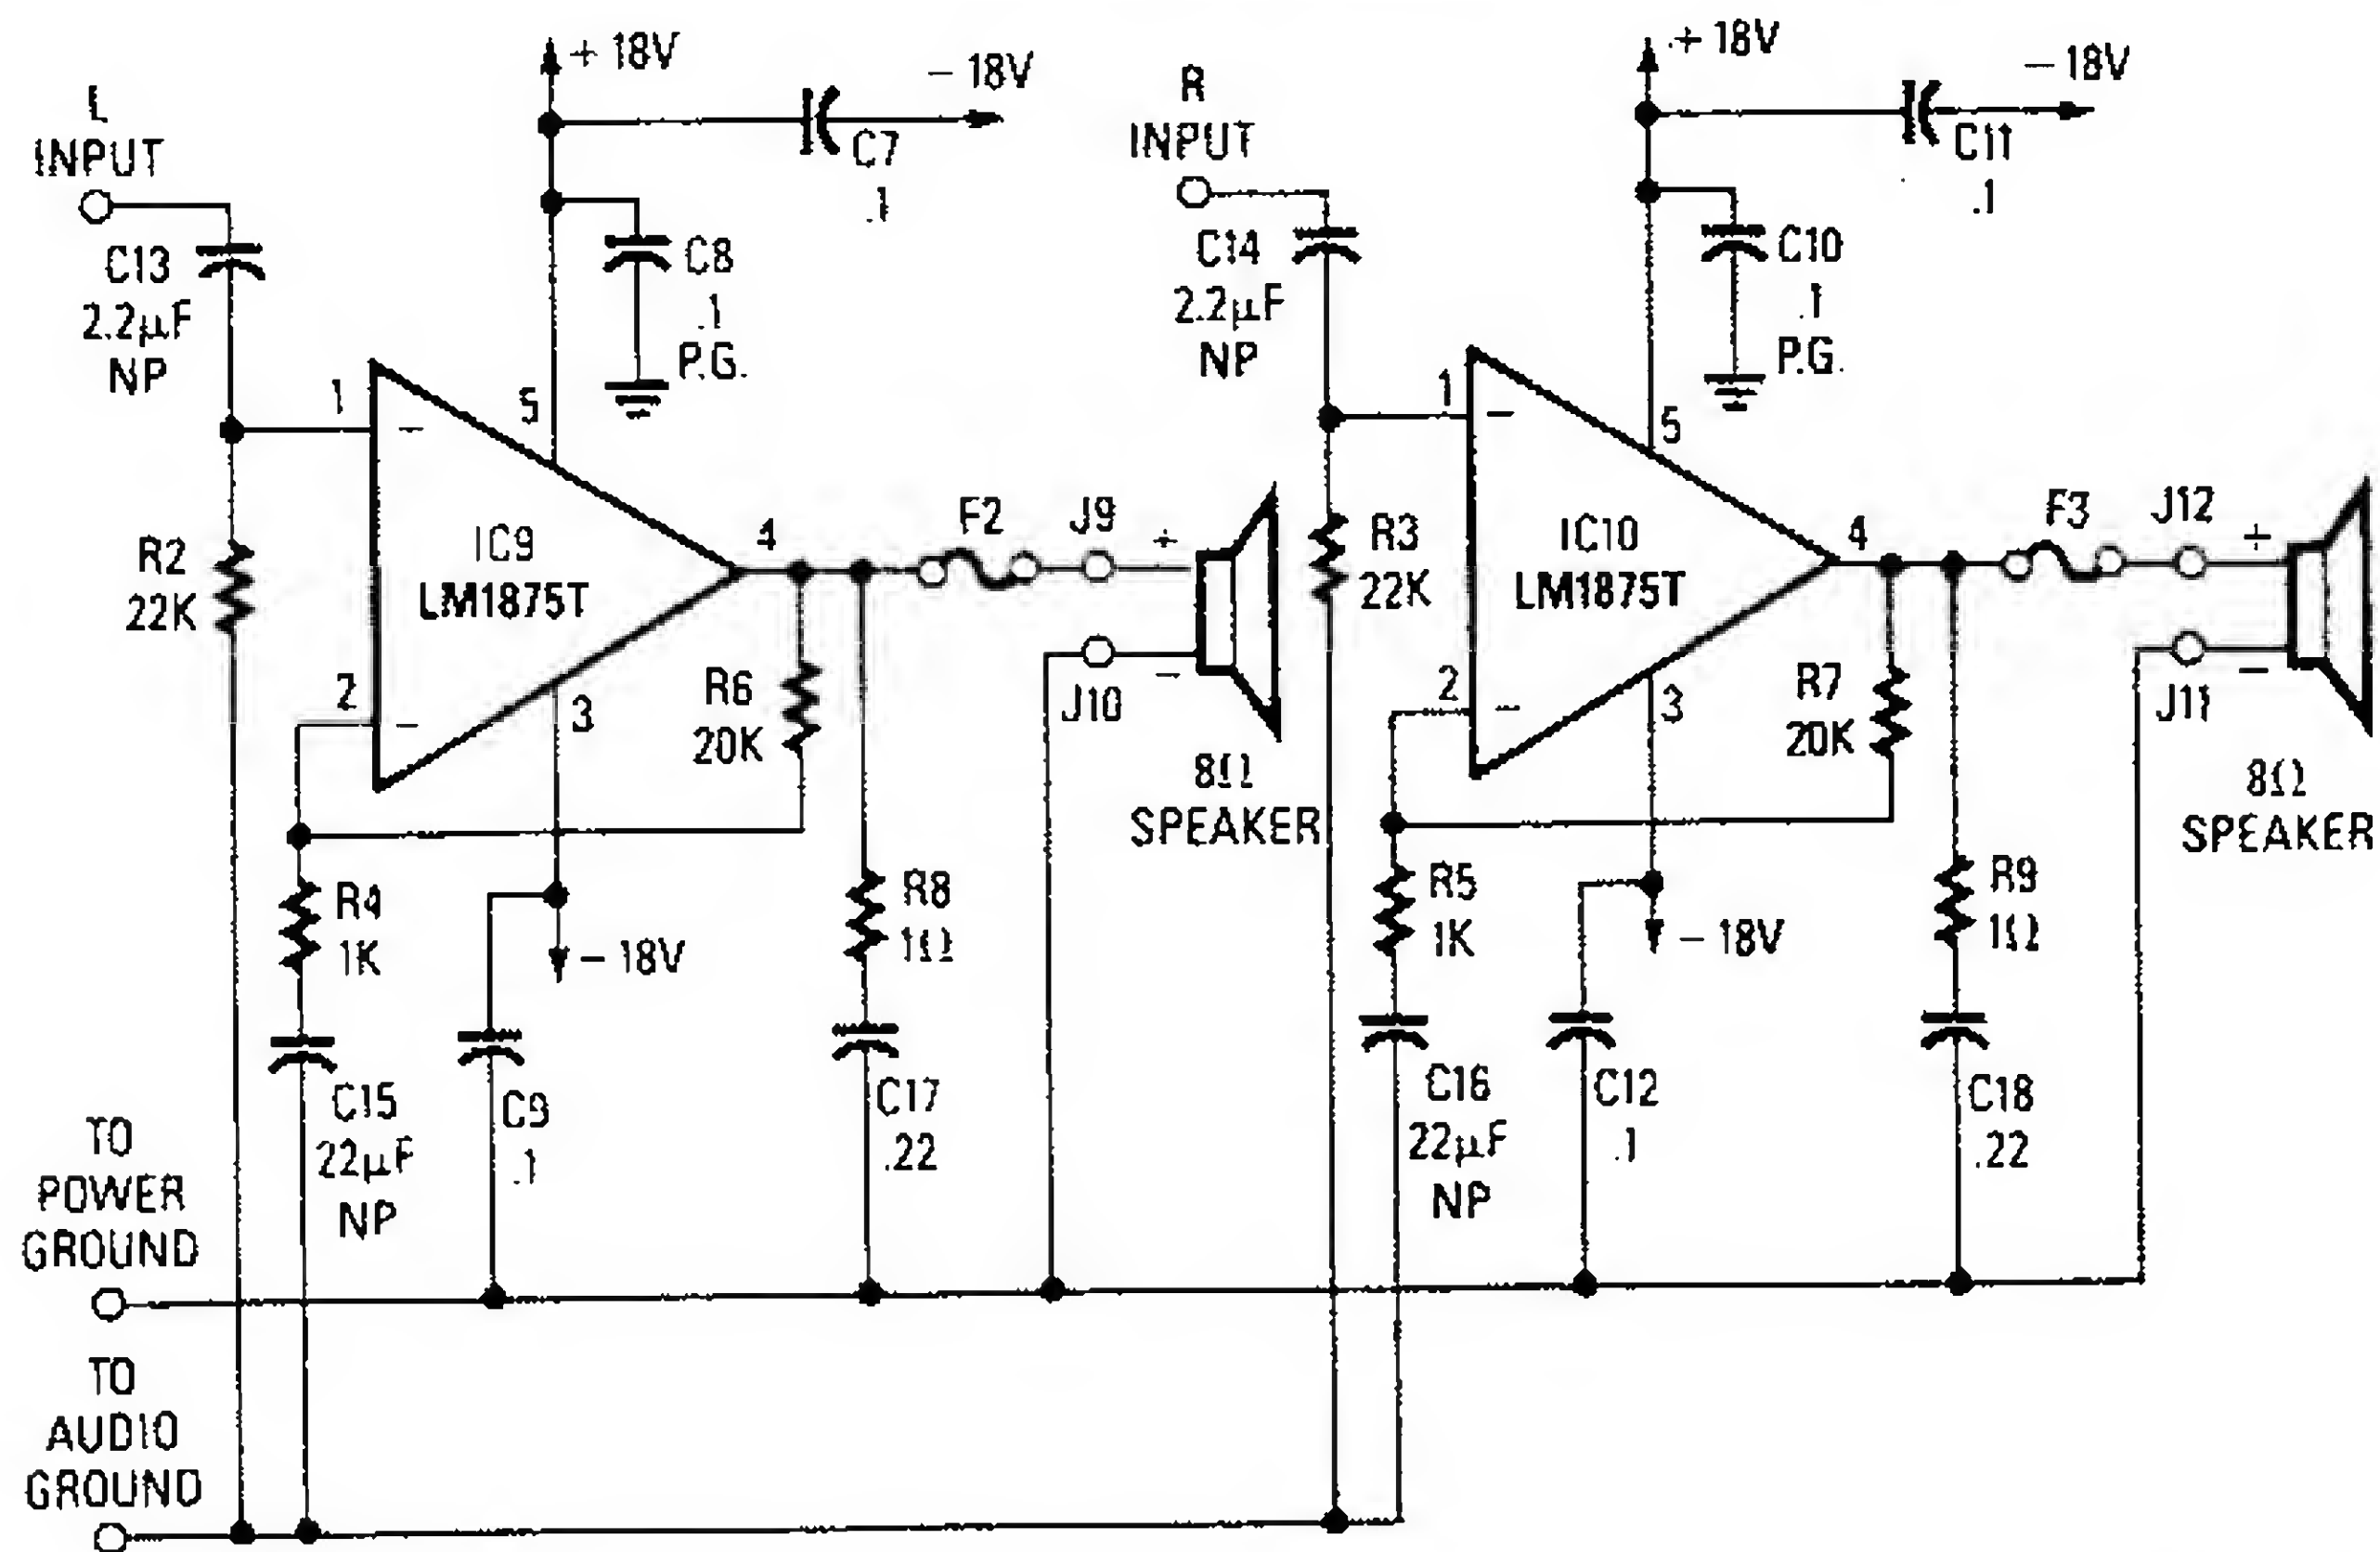 L
INPUT
+ 18V
- 18V
C7
.1
C8
.1
P.G.
C13
2.2µF
NP
1
5
-
IC9
LM1875T
4
F2
J9
+
R2
22K
2
-
3
R6
20K
J10
-
8Ω
SPEAKER
R4
1K
- 18V
R8
1Ω
C15
22µF
NP
C9
.1
C17
.22
R
INPUT
+ 18V
- 18V
C11
.1
C10
.1
P.G.
C14
2.2µF
NP
1
5
-
IC10
LM1875T
4
F3
J12
+
R3
22K
2
-
3
R7
20K
J11
-
8Ω
SPEAKER
R5
1K
- 18V
R9
1Ω
C16
22µF
NP
C12
.1
C18
.22
TO
POWER
GROUND
TO
AUDIO
GROUND